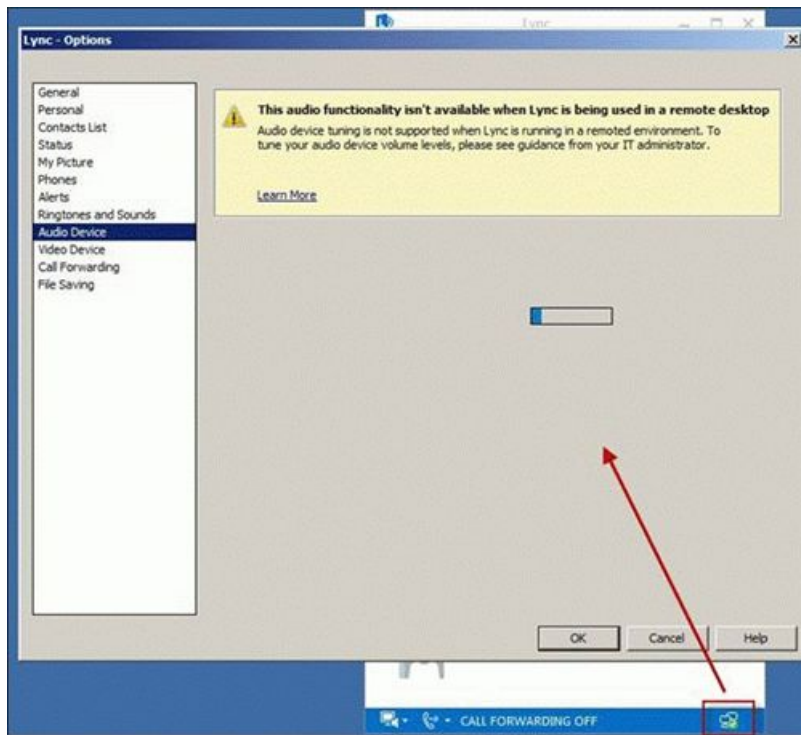 Lync
Lync - Options
General
Personal
Contacts List
Status
My Picture
Phones
Alerts
Ringtones and Sounds
Audio Device
Video Device
Call Forwarding
File Saving
This audio functionality isn't available when Lync is being used in a remote desktop
Audio device tuning is not supported when Lync is running in a remoted environment. To
tune your audio device volume levels, please see guidance from your IT administrator.
Learn More
OK
Cancel
Help
CALL FORWARDING OFF